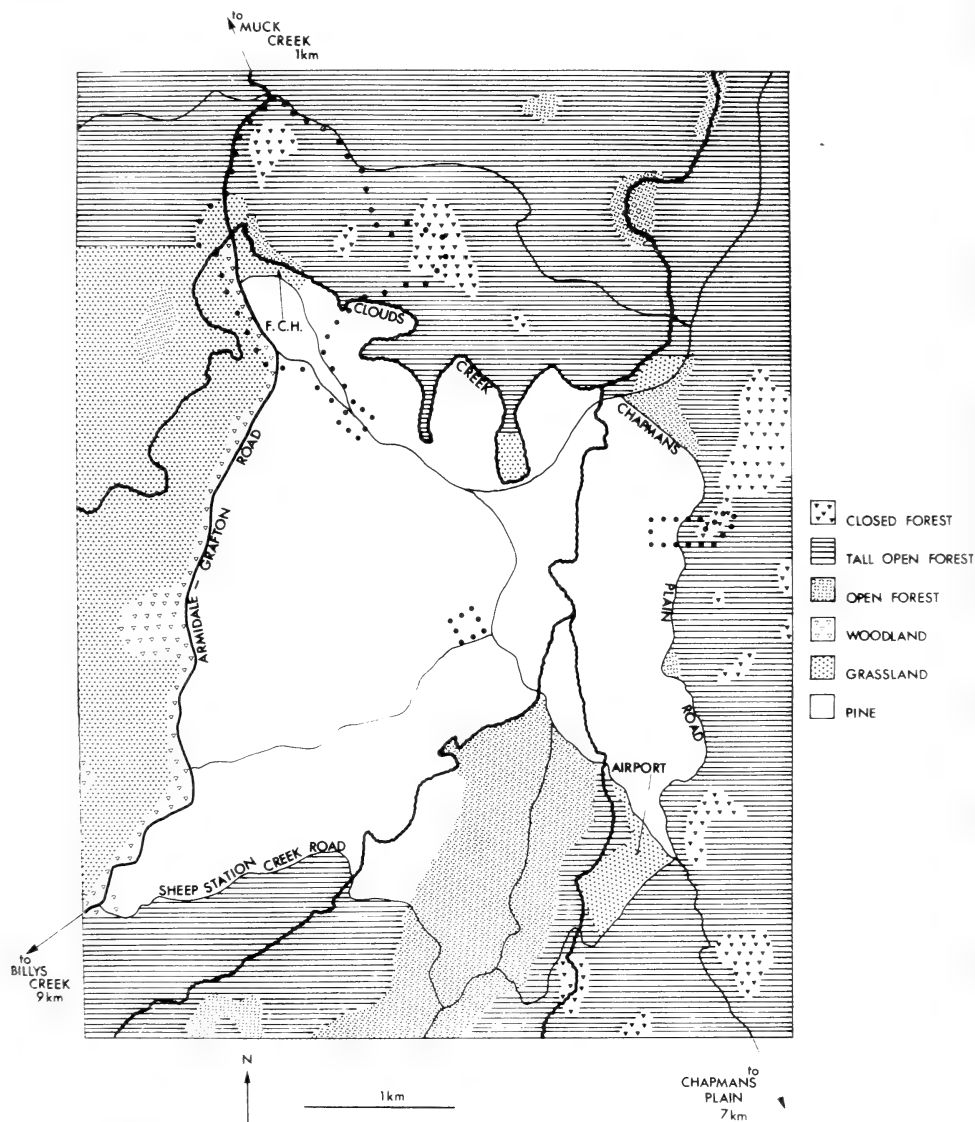 to
MUCK
CREEK
1km
CLOUDS
F.C.H.
CREEK
CHAPMANS
ARMIDALE – GRAFTON
ROAD
CLOSED FOREST
TALL OPEN FOREST
OPEN FOREST
WOODLAND
GRASSLAND
PINE
PLAIN
ROAD
AIRPORT
SHEEP STATION CREEK ROAD
to
BILLYS
CREEK
9km
N
1km
to
CHAPMANS
PLAIN
7km